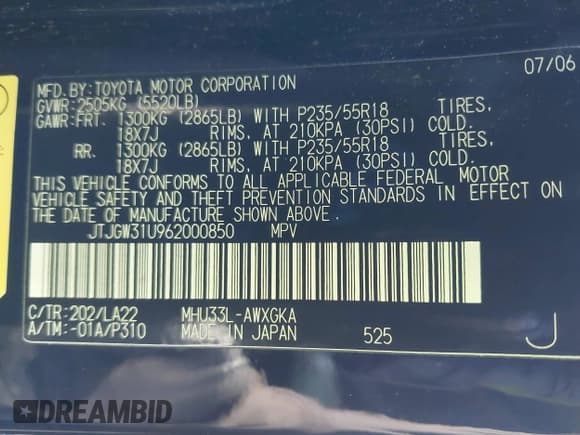 07/06
MFD.BY:TOYOTA MOTOR CORPORATION
GVWR:2505KG (5520LB)
GAWR:FRT. 1300KG (2865LB) WITH P235/55R18 TIRES,
18X7J RIMS, AT 210KPA (30PSI) COLD.
RR. 1300KG (2865LB) WITH P235/55R18 TIRES,
18X7J RIMS, AT 210KPA (30PSI) COLD.
THIS VEHICLE CONFORMS TO ALL APPLICABLE FEDERAL MOTOR
VEHICLE SAFETY AND THEFT PREVENTION STANDARDS IN EFFECT ON
THE DATE OF MANUFACTURE SHOWN ABOVE.
JTJGW31U962000850 MPV
C/TR:202/LA22 MHU33L-AWXGKA
A/TM:-01A/P310 MADE IN JAPAN 525 J
DREAMBID